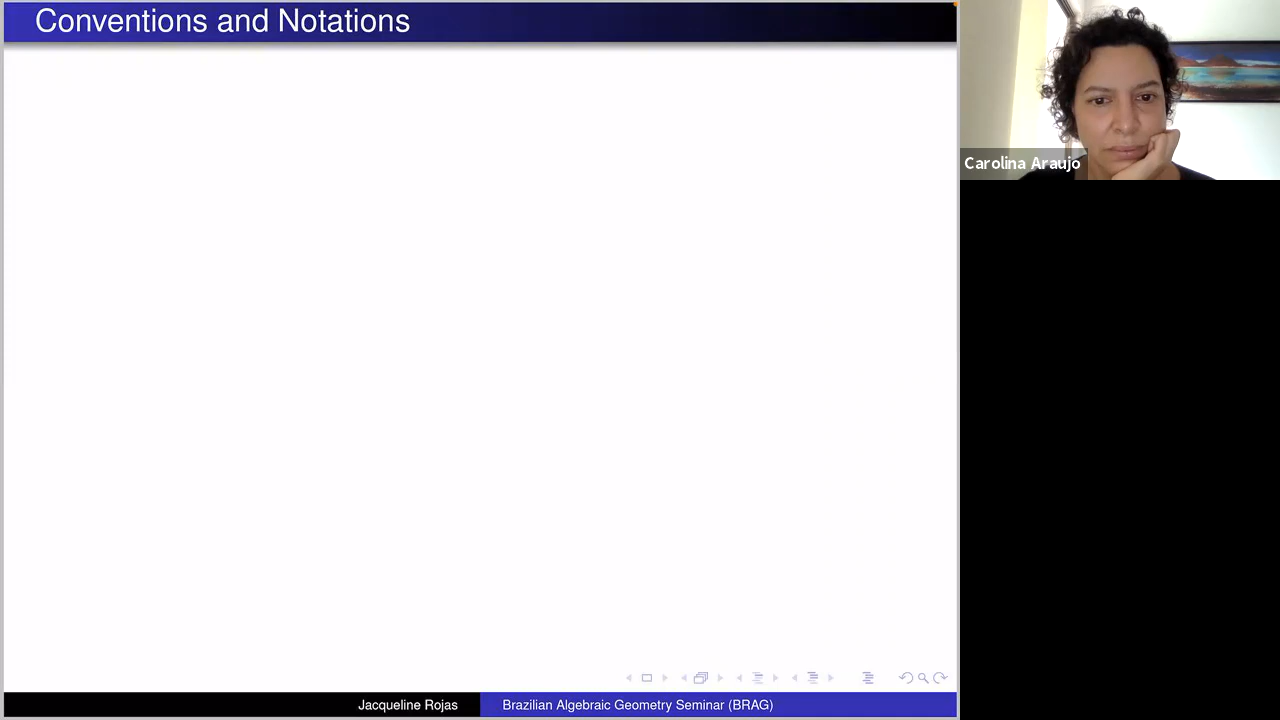 Conventions and Notations
Carolina Araujo
Jacqueline Rojas
Brazilian Algebraic Geometry Seminar (BRAG)